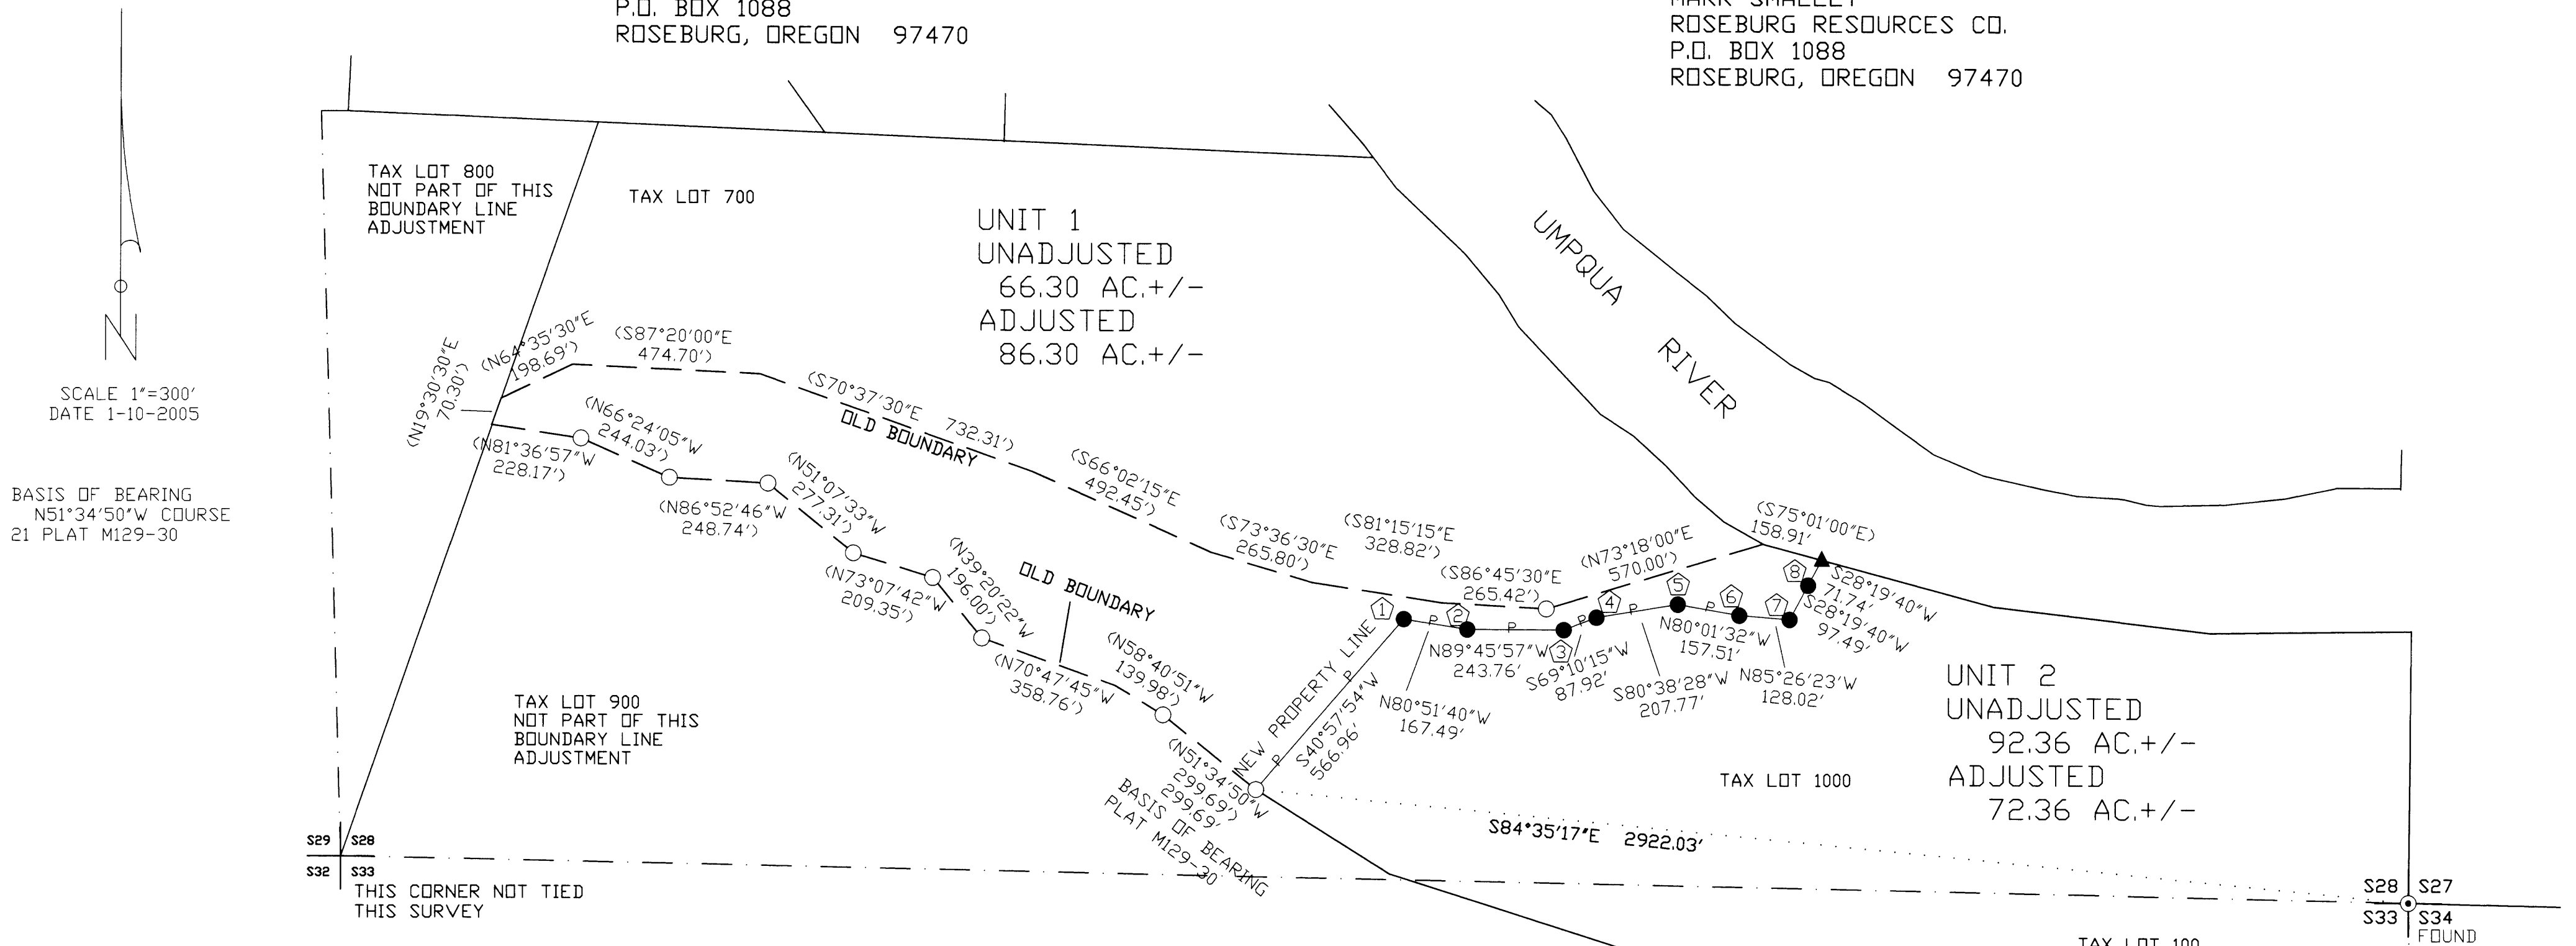 P.O. BOX 1088
ROSEBURG, OREGON 97470
ROSEBURG RESOURCES CO.
P.O. BOX 1088
ROSEBURG, OREGON 97470
N
SCALE 1"=300'
DATE 1-10-2005
BASIS OF BEARING
N51°34'50"W COURSE
21 PLAT M129-30
TAX LOT 800
NOT PART OF THIS
BOUNDARY LINE
ADJUSTMENT
TAX LOT 700
UNIT 1
UNADJUSTED
66.30 AC.+/-
ADJUSTED
86.30 AC.+/-
UMPQUA
RIVER
(N19°30'30"E
70.30')
(N64°35'30"E
198.69')
(S87°20'00"E
474.70')
(S70°37'30"E 732.31')
OLD BOUNDARY
(S66°02'15"E
492.45')
(S73°36'30"E
265.80')
(S81°15'15"E
328.82')
(S86°45'30"E
265.42')
(N73°18'00"E
570.00')
(S75°01'00"E)
158.91'
(N81°36'57"W
228.17')
(N66°24'05"W
244.03')
(N86°52'46"W
248.74')
(N51°07'33"W
277.31')
(N73°07'42"W
209.35')
(N39°20'22"W
196.00')
OLD BOUNDARY
(N70°47'45"W
358.76')
(N58°40'51"W
139.98')
(N51°34'50"W
299.69')
299.69'
BASIS OF BEARING
PLAT M129-30
NEW PROPERTY LINE
P
P
S40°57'54"W
566.96'
1
P
2
P
3
P
4
P
5
P
6
7
8
N80°51'40"W
167.49'
N89°45'57"W
243.76'
S69°10'15"W
87.92'
S80°38'28"W
207.77'
N80°01'32"W
157.51'
N85°26'23"W
128.02'
S28°19'40"W
71.74'
S28°19'40"W
97.49'
UNIT 2
UNADJUSTED
92.36 AC.+/-
ADJUSTED
72.36 AC.+/-
TAX LOT 1000
S84°35'17"E 2922.03'
TAX LOT 900
NOT PART OF THIS
BOUNDARY LINE
ADJUSTMENT
S29 S28
S32 S33
THIS CORNER NOT TIED
THIS SURVEY
S28 S27
S33 S34
FOUND
TAX LOT 100